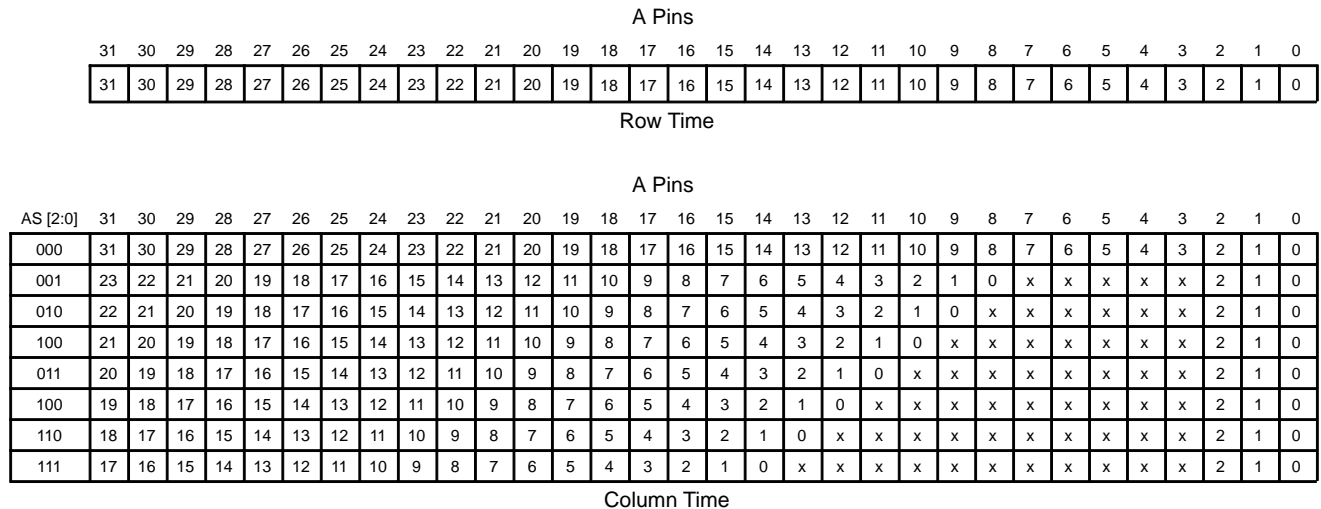 A Pins
31 30 29 28 27 26 25 24 23 22 21 20 19 18 17 16 15 14 13 12 11 10 9 8 7 6 5 4 3 2 1 0
31 30 29 28 27 26 25 24 23 22 21 20 19 18 17 16 15 14 13 12 11 10 9 8 7 6 5 4 3 2 1 0
Row Time
A Pins
AS [2:0] 31 30 29 28 27 26 25 24 23 22 21 20 19 18 17 16 15 14 13 12 11 10 9 8 7 6 5 4 3 2 1 0
000 31 30 29 28 27 26 25 24 23 22 21 20 19 18 17 16 15 14 13 12 11 10 9 8 7 6 5 4 3 2 1 0
001 23 22 21 20 19 18 17 16 15 14 13 12 11 10 9 8 7 6 5 4 3 2 1 0 x x x x x 2 1 0
010 22 21 20 19 18 17 16 15 14 13 12 11 10 9 8 7 6 5 4 3 2 1 0 x x x x x x 2 1 0
100 21 20 19 18 17 16 15 14 13 12 11 10 9 8 7 6 5 4 3 2 1 0 x x x x x x x 2 1 0
011 20 19 18 17 16 15 14 13 12 11 10 9 8 7 6 5 4 3 2 1 0 x x x x x x x x 2 1 0
100 19 18 17 16 15 14 13 12 11 10 9 8 7 6 5 4 3 2 1 0 x x x x x x x x x 2 1 0
110 18 17 16 15 14 13 12 11 10 9 8 7 6 5 4 3 2 1 0 x x x x x x x x x x 2 1 0
111 17 16 15 14 13 12 11 10 9 8 7 6 5 4 3 2 1 0 x x x x x x x x x x x 2 1 0
Column Time